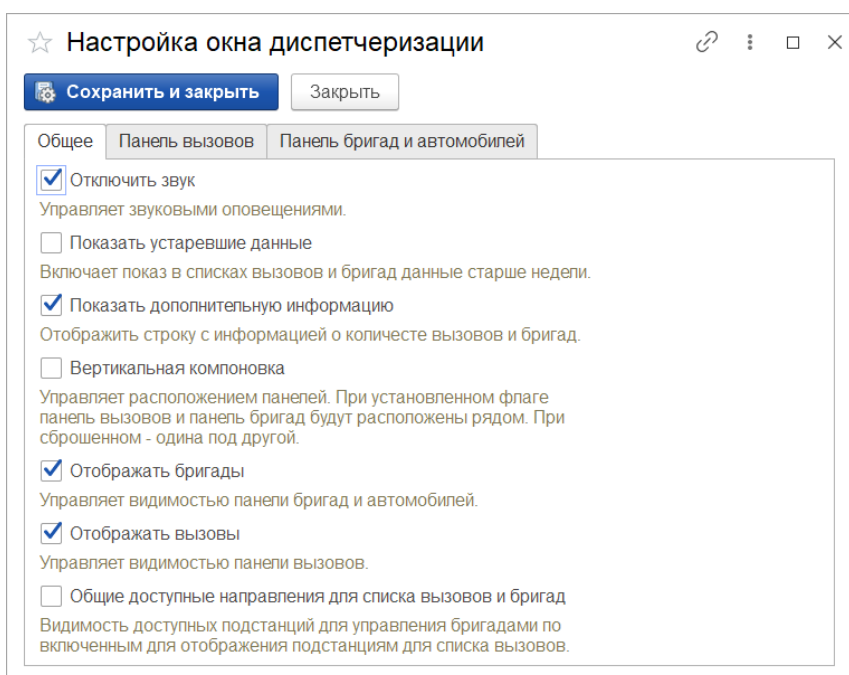 Настройка окна диспетчеризации
Сохранить и закрыть Закрыть
Общее Панель вызовов Панель бригад и автомобилей
Отключить звук
Управляет звуковыми оповещениями.
Показать устаревшие данные
Включает показ в списках вызовов и бригад данные старше недели.
Показать дополнительную информацию
Отображить строку с информацией о количесте вызовов и бригад.
Вертикальная компоновка
Управляет расположением панелей. При установленном флаге
панель вызовов и панель бригад будут расположены рядом. При
сброшенном - одина под другой.
Отображать бригады
Управляет видимостью панели бригад и автомобилей.
Отображать вызовы
Управляет видимостью панели вызовов.
Общие доступные направления для списка вызовов и бригад
Видимость доступных подстанций для управления бригадами по
включенным для отображения подстанциям для списка вызовов.